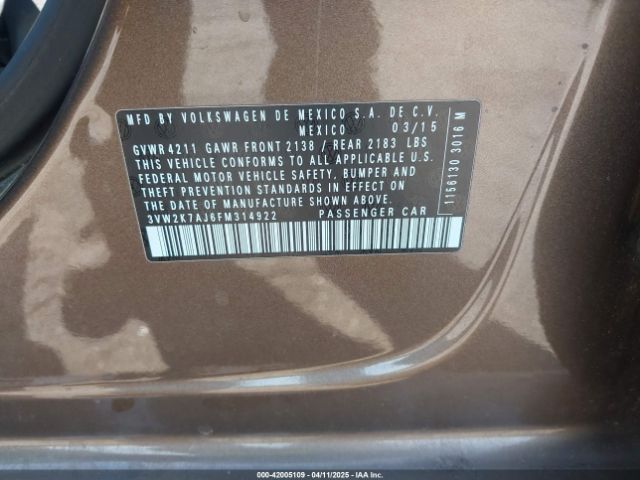 MFD BY VOLKSWAGEN DE MEXICO S.A. DE C.V.
MEXICO 03/15
GVWR 4211 GAWR FRONT 2138 / REAR 2183 LBS
THIS VEHICLE CONFORMS TO ALL APPLICABLE U.S.
FEDERAL MOTOR VEHICLE SAFETY, BUMPER AND
THEFT PREVENTION STANDARDS IN EFFECT ON
THE DATE OF MANUFACTURE SHOWN ABOVE.
3VW2K7AJ6FM314922 PASSENGER CAR
1156130 3016 M
000-42005109 - 04/11/2025 - IAAI.COM